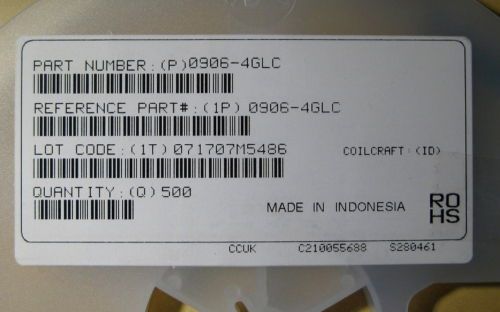 PART NUMBER:(P)0906-4GLC
REFERENCE PART#:(1P) 0906-4GLC
LOT CODE:(1T) 071707M5486
COILCRAFT:(ID)
QUANTITY:(Q) 500
MADE IN INDONESIA
RO
HS
CCUK C210055688 S280461